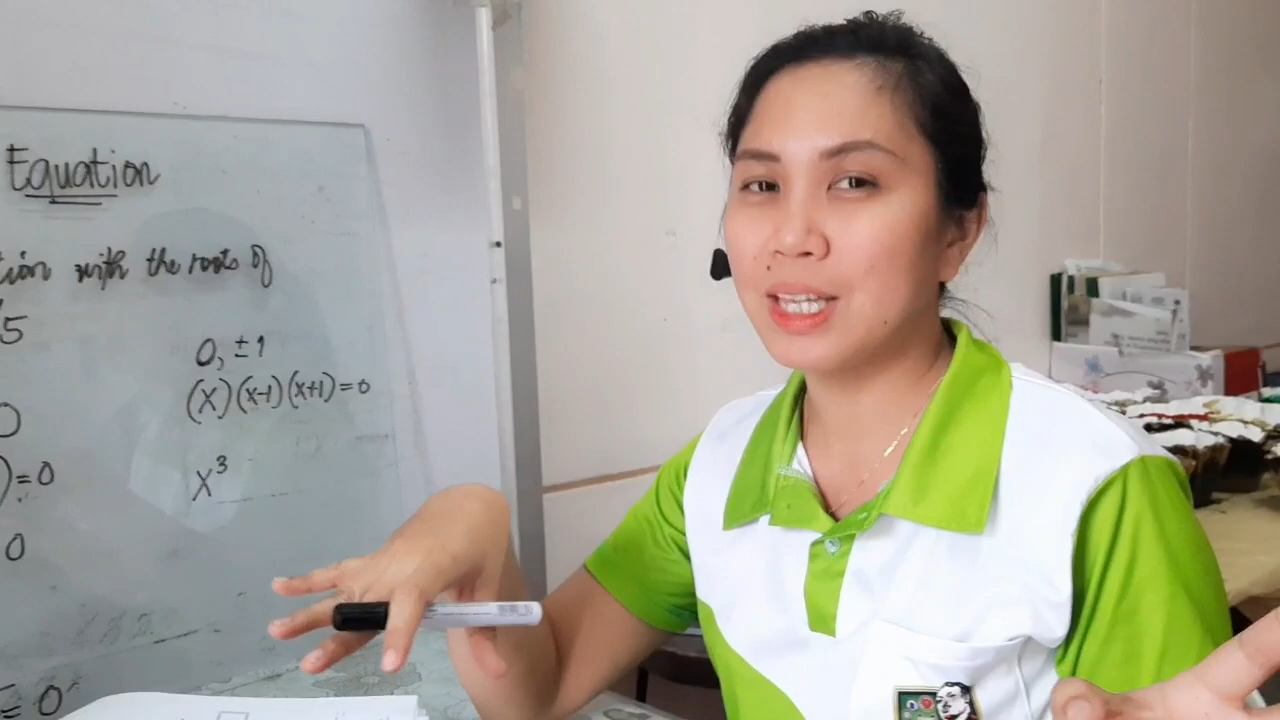 Equation
with the roots of
5
0, ±1
(x)(x-1)(x+1)=0
)=0
x³
0
= 0